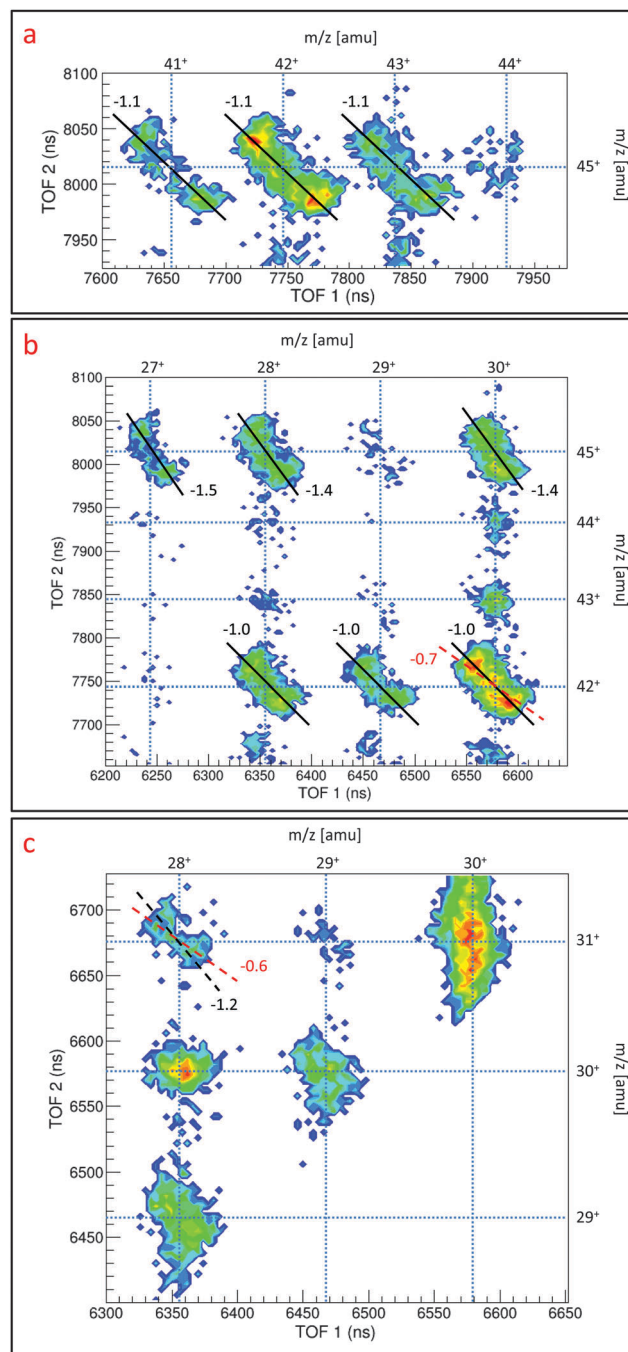 a
m/z [amu]
41⁺ 42⁺ 43⁺ 44⁺
8100
8050
8000
7950
TOF 2 (ns)
-1.1 -1.1 -1.1
45⁺
m/z [amu]
7600 7650 7700 7750 7800 7850 7900 7950
TOF 1 (ns)
b
m/z [amu]
27⁺ 28⁺ 29⁺ 30⁺
8100
8050
8000
7950
7900
7850
7800
7750
7700
TOF 2 (ns)
-1.5 -1.4 -1.4
-1.0 -1.0 -1.0
-0.7
45⁺
44⁺
43⁺
42⁺
m/z [amu]
6200 6250 6300 6350 6400 6450 6500 6550 6600
TOF 1 (ns)
c
m/z [amu]
28⁺ 29⁺ 30⁺
6700
6650
6600
6550
6500
6450
TOF 2 (ns)
-0.6
-1.2
31⁺
30⁺
29⁺
m/z [amu]
6300 6350 6400 6450 6500 6550 6600 6650
TOF 1 (ns)